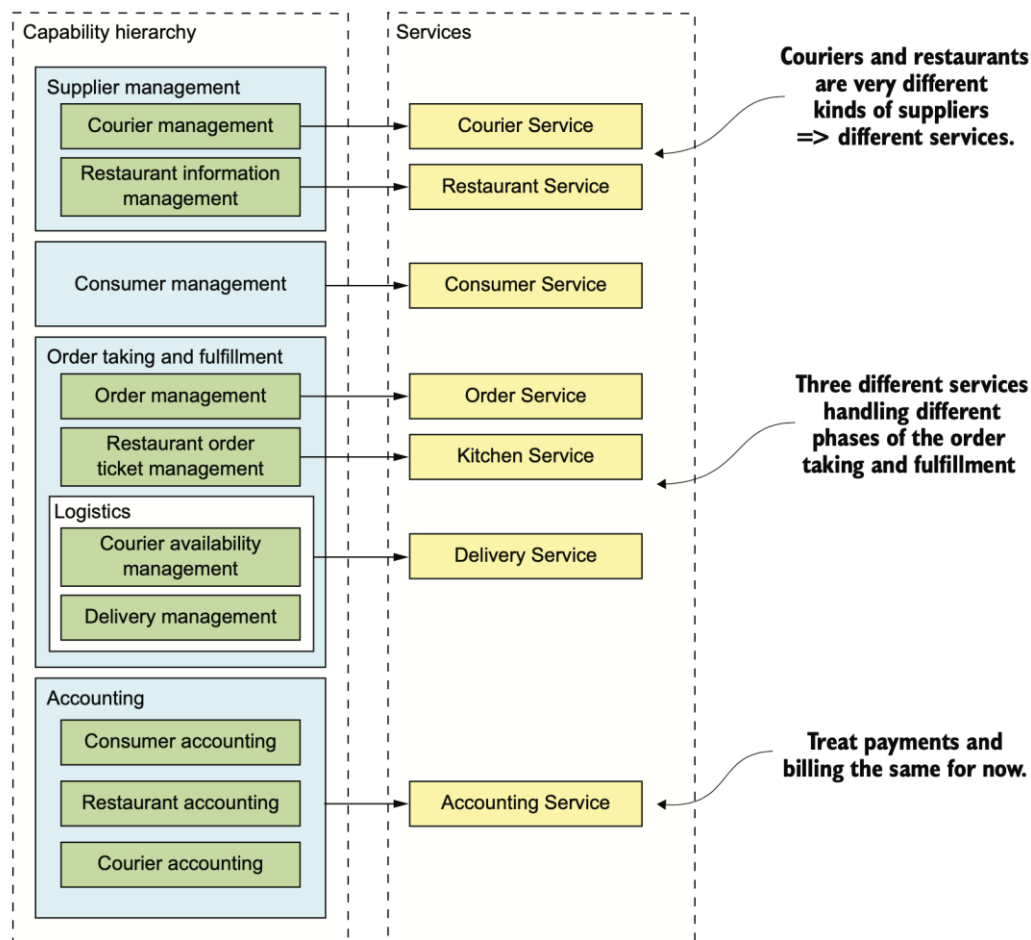 Capability hierarchy
Services
Supplier management
Courier management
Courier Service
Restaurant information
management
Restaurant Service
Couriers and restaurants
are very different
kinds of suppliers
=> different services.
Consumer management
Consumer Service
Order taking and fulfillment
Order management
Order Service
Restaurant order
ticket management
Kitchen Service
Three different services
handling different
phases of the order
taking and fulfillment
Logistics
Courier availability
management
Delivery Service
Delivery management
Accounting
Consumer accounting
Restaurant accounting
Accounting Service
Courier accounting
Treat payments and
billing the same for now.